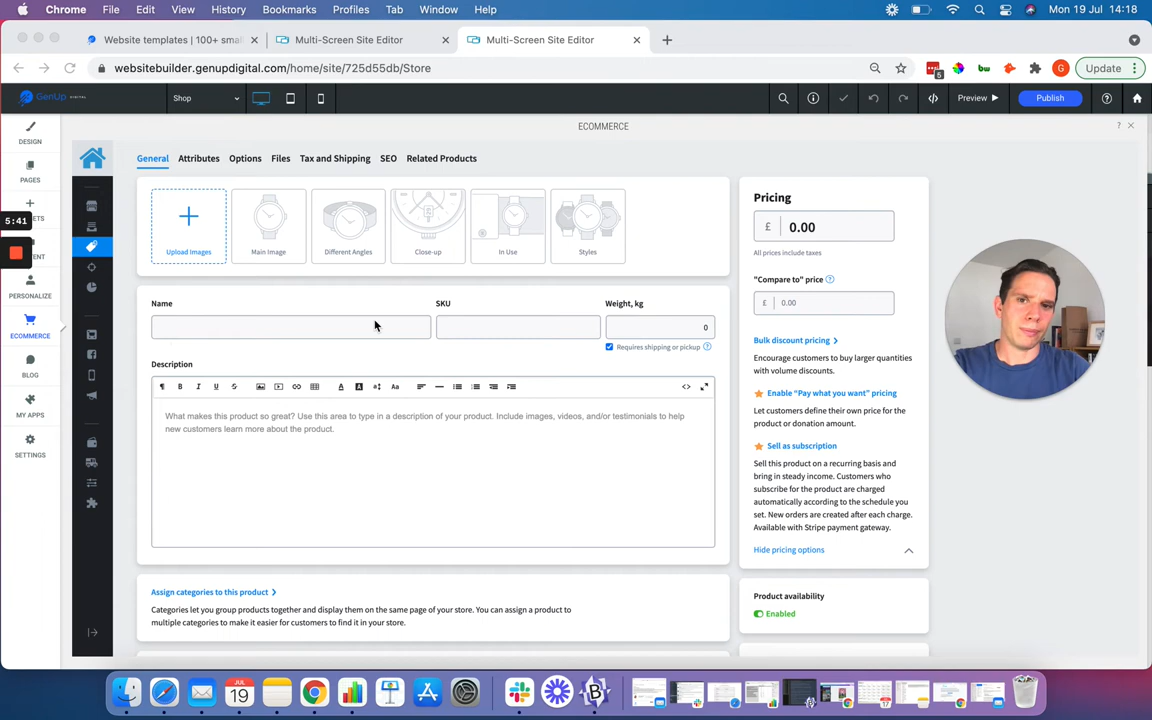 Chrome File Edit View History Bookmarks Profiles Tab Window Help Mon 19 Jul 14:18
Website templates | 100+ smal Multi-Screen Site Editor Multi-Screen Site Editor
websitebuilder.genupdigital.com/home/site/725d55db/Store 5 bw G Update
GenUp DIGITAL Shop Preview Publish
ECOMMERCE
DESIGN
PAGES
5:41
PERSONALIZE
ECOMMERCE
BLOG
MY APPS
SETTINGS
General Attributes Options Files Tax and Shipping SEO Related Products
Upload Images Main Image Different Angles Close-up In Use Styles
Name SKU Weight, kg
0
Requires shipping or pickup
Description
What makes this product so great? Use this area to type in a description of your product. Include images, videos, and/or testimonials to help
new customers learn more about the product.
Assign categories to this product
Categories let you group products together and display them on the same page of your store. You can assign a product to
multiple categories to make it easier for customers to find it in your store.
Pricing
£ 0.00
All prices include taxes
"Compare to" price
£ 0.00
Bulk discount pricing
Encourage customers to buy larger quantities
with volume discounts.
Enable "Pay what you want" pricing
Let customers define their own price for the
product or donation amount.
Sell as subscription
Sell this product on a recurring basis and
bring in steady income. Customers who
subscribe for the product are charged
automatically according to the schedule you
set. New orders are created after each charge.
Available with Stripe payment gateway.
Hide pricing options
Product availability
Enabled
JUL
19